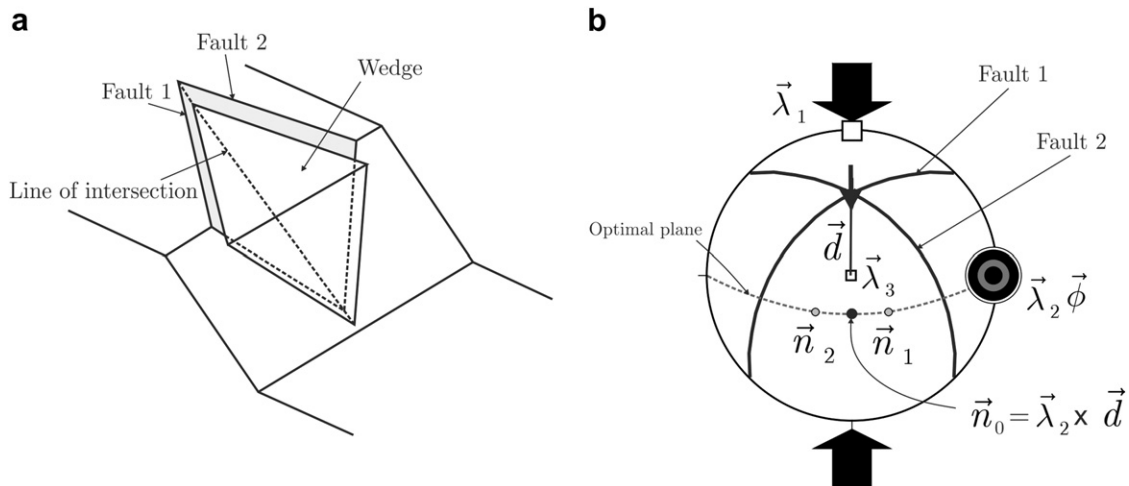 a
Fault 2
Fault 1
Wedge
Line of intersection
b
λ⃗₁
Fault 1
Fault 2
Optimal plane
d⃗
λ⃗₃
λ⃗₂ ϕ⃗
n⃗₂
n⃗₁
n⃗₀ = λ⃗₂ x d⃗